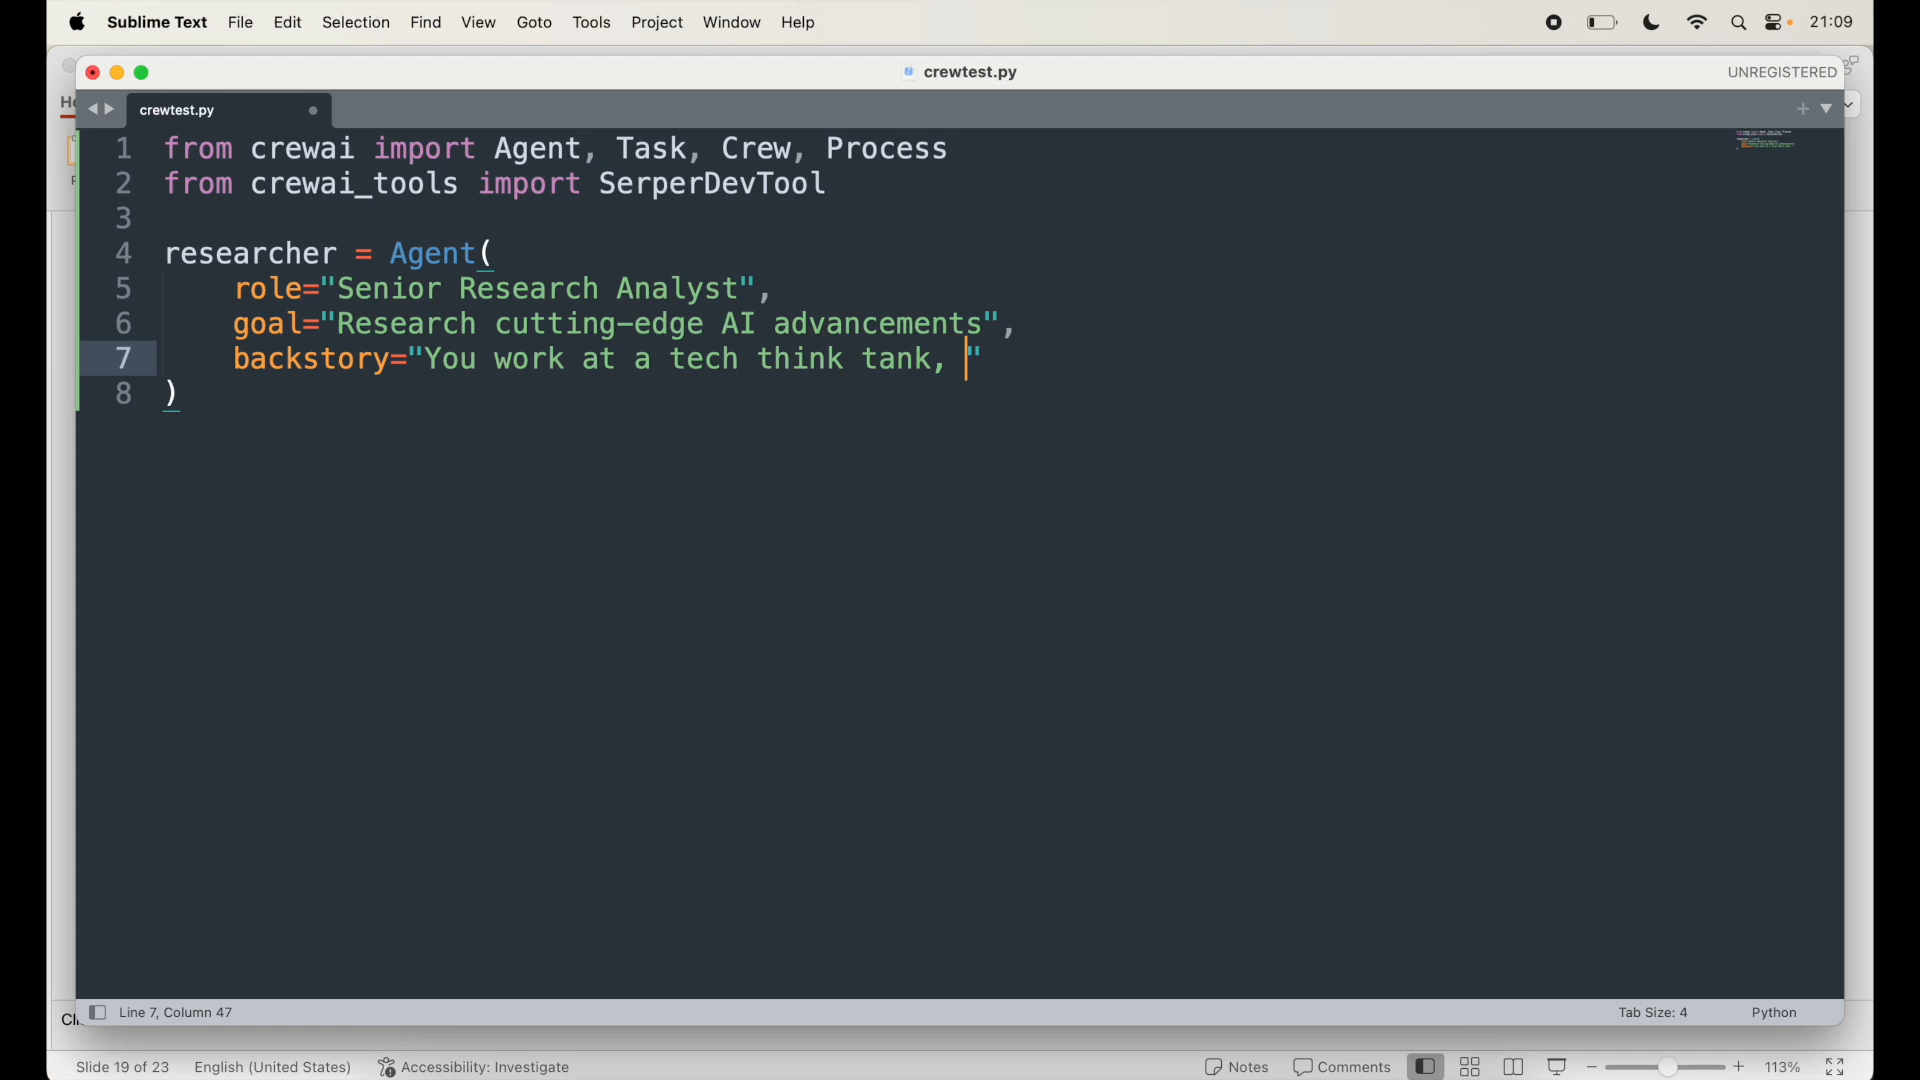 Sublime Text File Edit Selection Find View Goto Tools Project Window Help 21:09
crewtest.py UNREGISTERED
crewtest.py
1 from crewai import Agent, Task, Crew, Process
2 from crewai_tools import SerperDevTool
3
4 researcher = Agent(
5 role="Senior Research Analyst",
6 goal="Research cutting-edge AI advancements",
7 backstory="You work at a tech think tank, "
8 )
Line 7, Column 47 Tab Size: 4 Python
Slide 19 of 23 English (United States) Accessibility: Investigate Notes Comments 113%